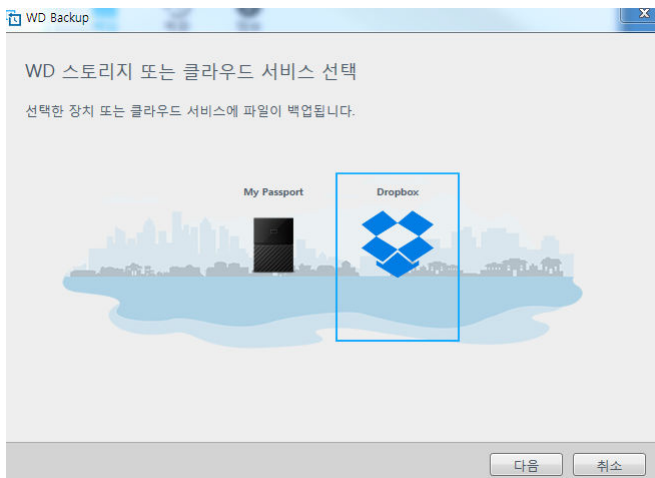 WD Backup
WD 스토리지 또는 클라우드 서비스 선택
선택한 장치 또는 클라우드 서비스에 파일이 백업됩니다.
My Passport
Dropbox
다음
취소